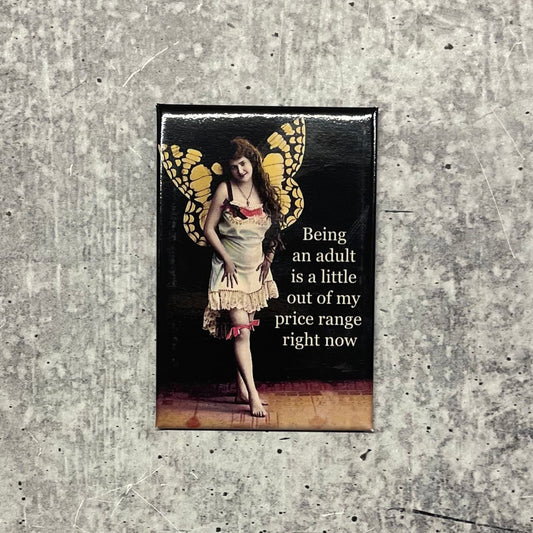 Being
an adult
is a little
out of my
price range
right now